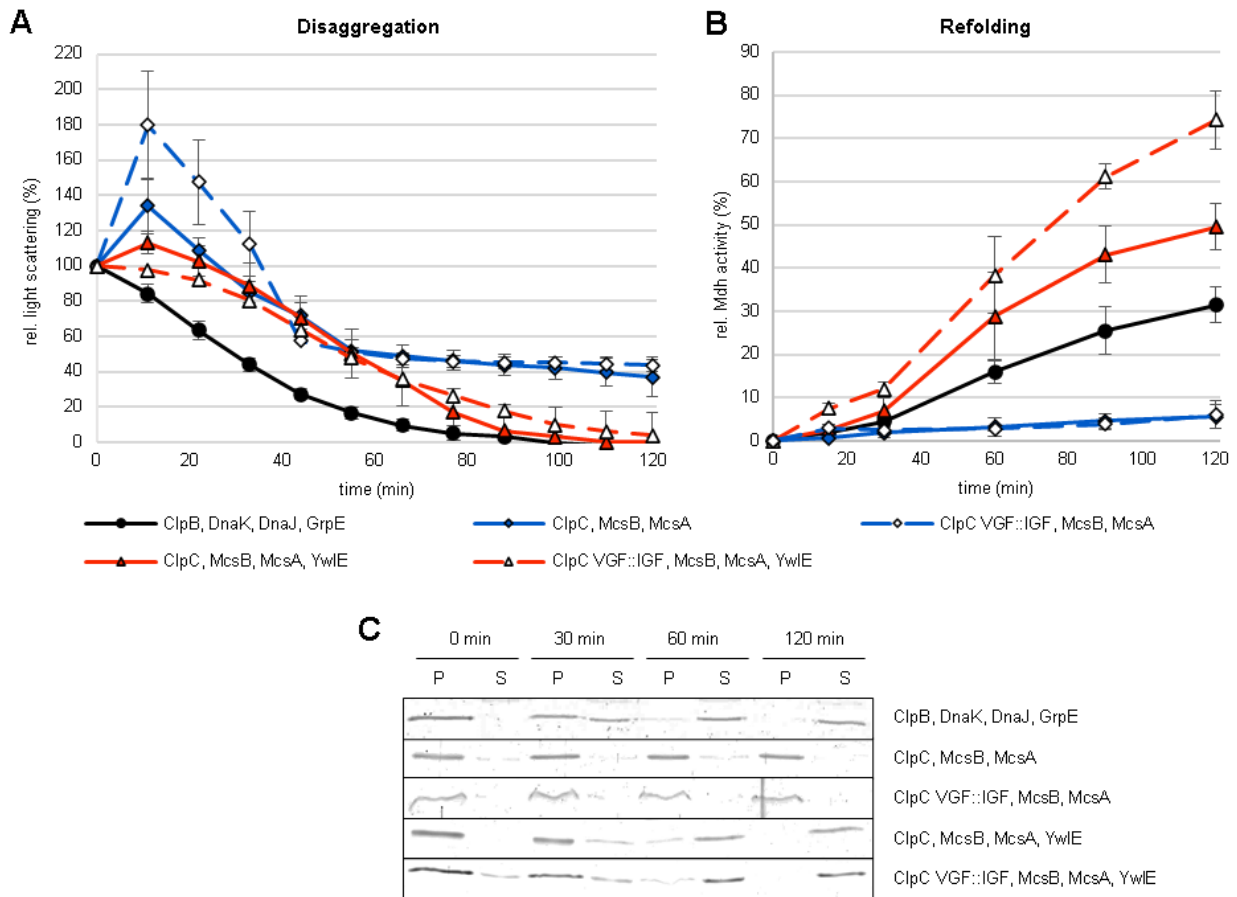 A
Disaggregation
rel. light scattering (%)
220
200
180
160
140
120
100
80
60
40
20
0
0 20 40 60 80 100 120
time (min)
B
Refolding
rel. Mdh activity (%)
90
80
70
60
50
40
30
20
10
0
0 20 40 60 80 100 120
time (min)
ClpB, DnaK, DnaJ, GrpE
ClpC, McsB, McsA
ClpC VGF::IGF, McsB, McsA
ClpC, McsB, McsA, YwlE
ClpC VGF::IGF, McsB, McsA, YwlE
C
0 min 30 min 60 min 120 min
P S P S P S P S
ClpB, DnaK, DnaJ, GrpE
ClpC, McsB, McsA
ClpC VGF::IGF, McsB, McsA
ClpC, McsB, McsA, YwlE
ClpC VGF::IGF, McsB, McsA, YwlE